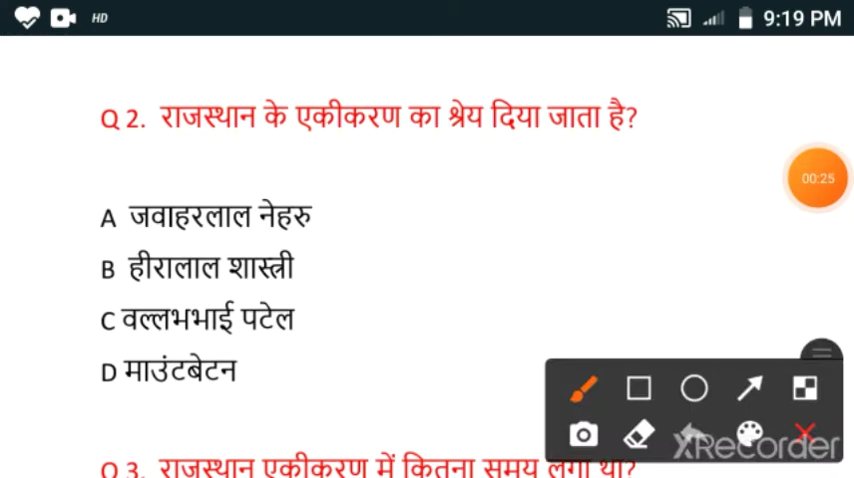 HD 9:19 PM
Q 2. राजस्थान के एकीकरण का श्रेय दिया जाता है?
00:25
A जवाहरलाल नेहरु
B हीरालाल शास्त्री
C वल्लभभाई पटेल
D माउंटबेटन
XRecorder
Q 3. राजस्थान एकीकरण में कितना समय लगा था?